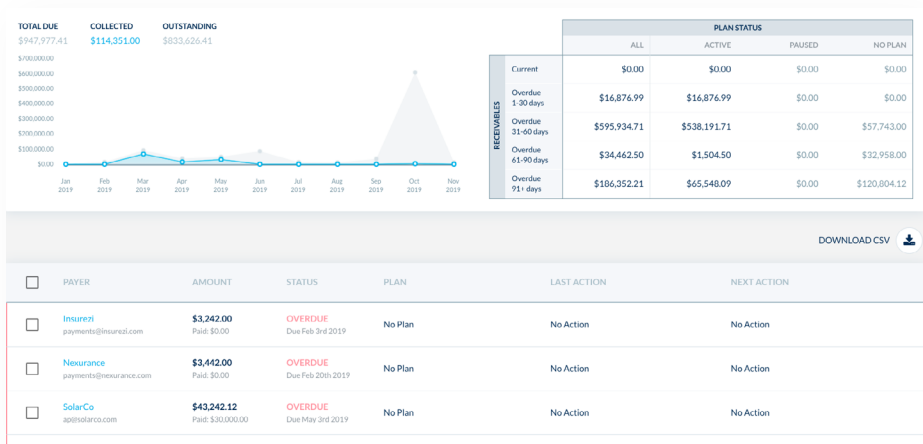 TOTAL DUE COLLECTED OUTSTANDING
$947,977.41 $114,351.00 $833,626.41
$700,000.00
$600,000.00
$500,000.00
$400,000.00
$300,000.00
$200,000.00
$100,000.00
$0.00
Jan Feb Mar Apr May Jun Jul Aug Sep Oct Nov
2019 2019 2019 2019 2019 2019 2019 2019 2019 2019 2019
PLAN STATUS
ALL ACTIVE PAUSED NO PLAN
RECEIVABLES
Current $0.00 $0.00 $0.00 $0.00
Overdue
1-30 days $16,876.99 $16,876.99 $0.00 $0.00
Overdue
31-60 days $595,934.71 $538,191.71 $0.00 $57,743.00
Overdue
61-90 days $34,462.50 $1,504.50 $0.00 $32,958.00
Overdue
91+ days $186,352.21 $65,548.09 $0.00 $120,804.12
DOWNLOAD CSV
PAYER AMOUNT STATUS PLAN LAST ACTION NEXT ACTION
Insurezi $3,242.00 OVERDUE No Plan No Action No Action
payments@insurezi.com Paid: $0.00 Due Feb 3rd 2019
Nexurance $3,442.00 OVERDUE No Plan No Action No Action
payments@nexurance.com Paid: $0.00 Due Feb 20th 2019
SolarCo $43,242.12 OVERDUE No Plan No Action No Action
ap@solarco.com Paid: $30,000.00 Due May 3rd 2019